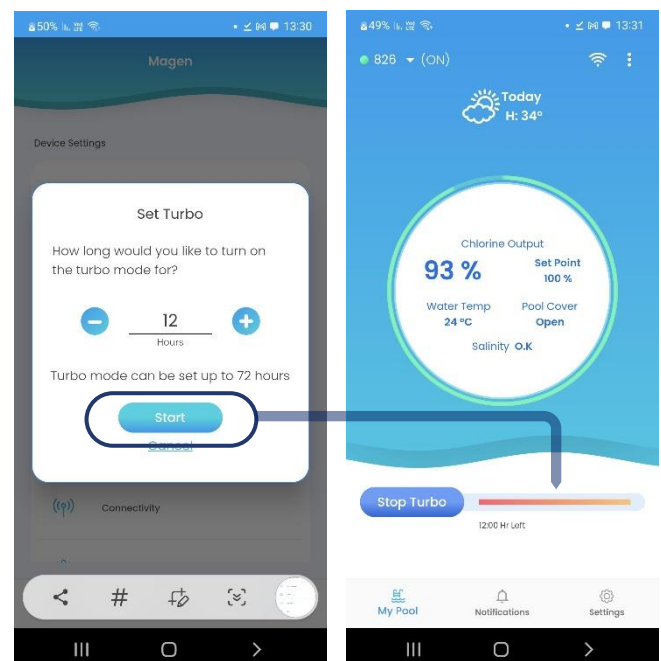 50%
13:30
Magen
Device Settings
Set Turbo
How long would you like to turn on
the turbo mode for?
12
Hours
Turbo mode can be set up to 72 hours
Start
Cancel
Connectivity
49%
13:31
826 (ON)
Today
H: 34°
Chlorine Output
93 %
Set Point
100 %
Water Temp
24 °C
Pool Cover
Open
Salinity O.K
Stop Turbo
12:00 Hr Left
My Pool
Notifications
Settings